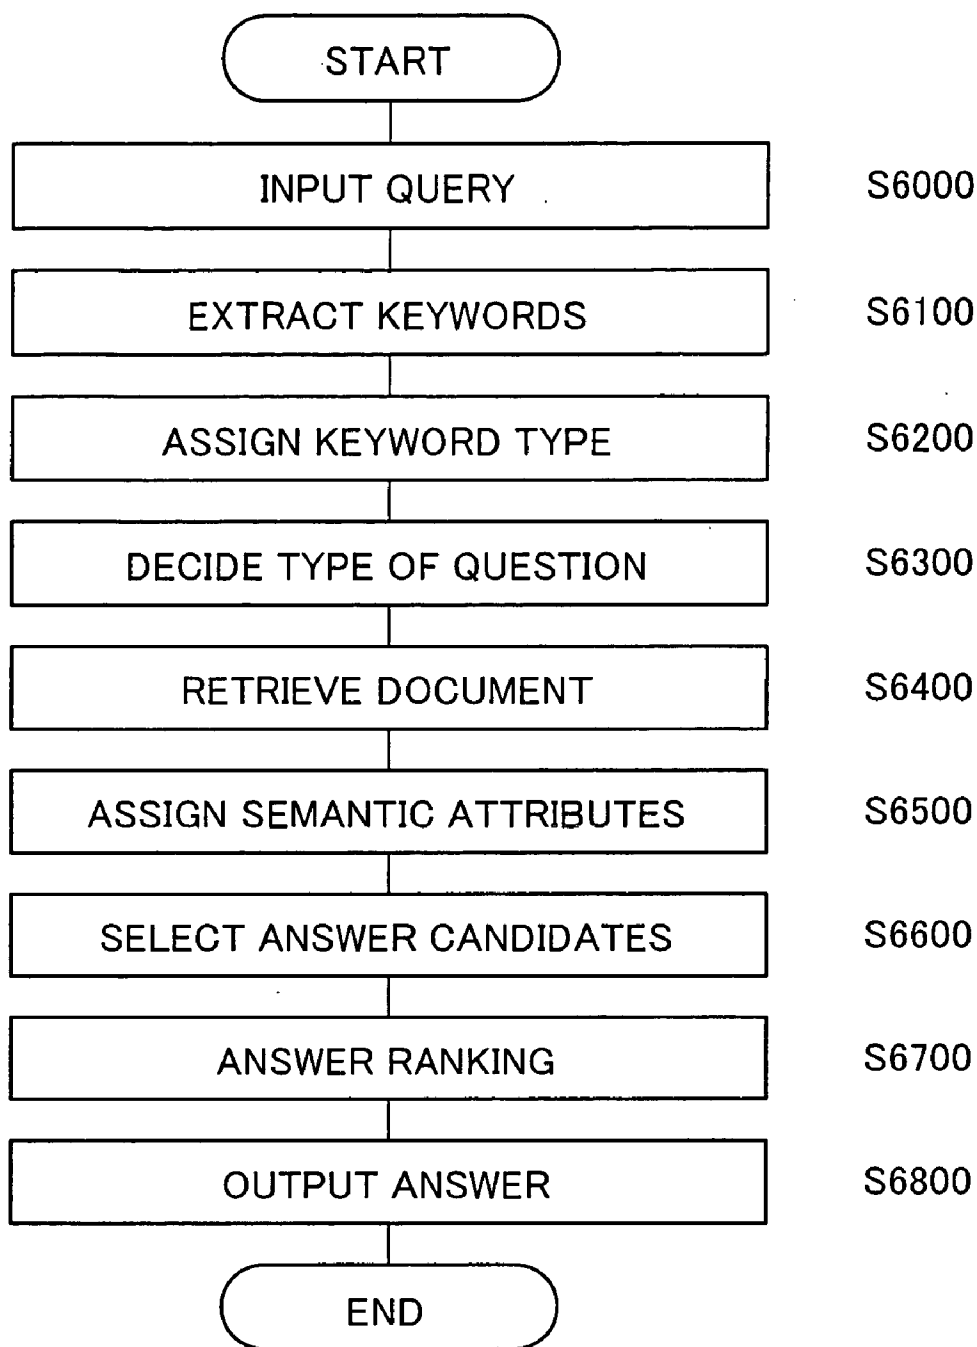 START
INPUT QUERY S6000
EXTRACT KEYWORDS S6100
ASSIGN KEYWORD TYPE S6200
DECIDE TYPE OF QUESTION S6300
RETRIEVE DOCUMENT S6400
ASSIGN SEMANTIC ATTRIBUTES S6500
SELECT ANSWER CANDIDATES S6600
ANSWER RANKING S6700
OUTPUT ANSWER S6800
END